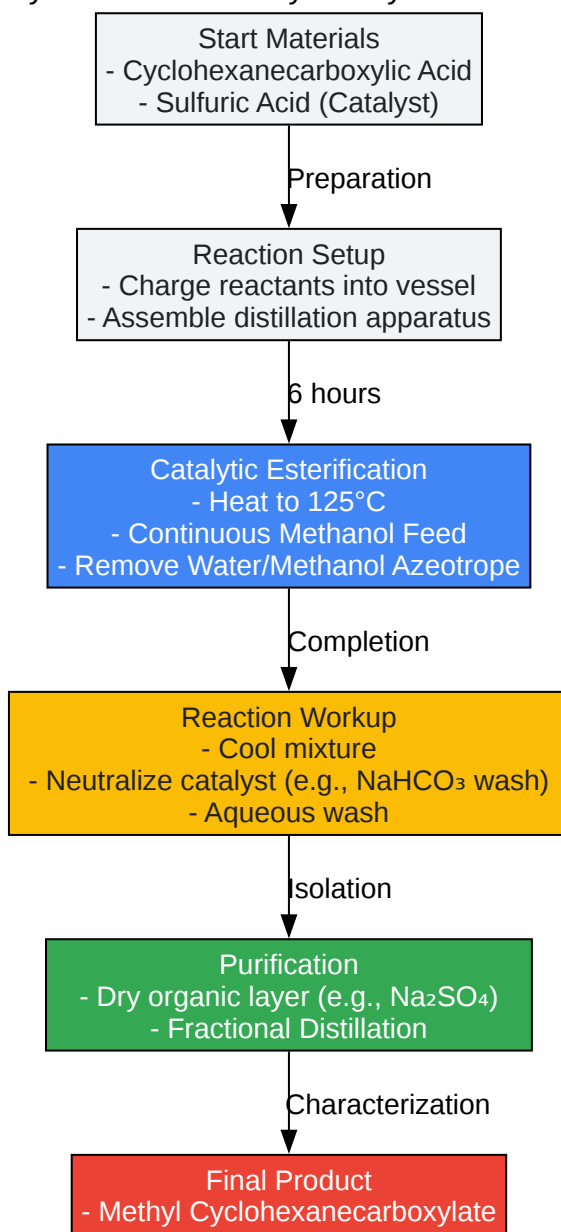 Start Materials
- Cyclohexanecarboxylic Acid
- Sulfuric Acid (Catalyst)
Preparation
Reaction Setup
- Charge reactants into vessel
- Assemble distillation apparatus
6 hours
Catalytic Esterification
- Heat to 125°C
- Continuous Methanol Feed
- Remove Water/Methanol Azeotrope
Completion
Reaction Workup
- Cool mixture
- Neutralize catalyst (e.g., NaHCO₃ wash)
- Aqueous wash
Isolation
Purification
- Dry organic layer (e.g., Na₂SO₄)
- Fractional Distillation
Characterization
Final Product
- Methyl Cyclohexanecarboxylate